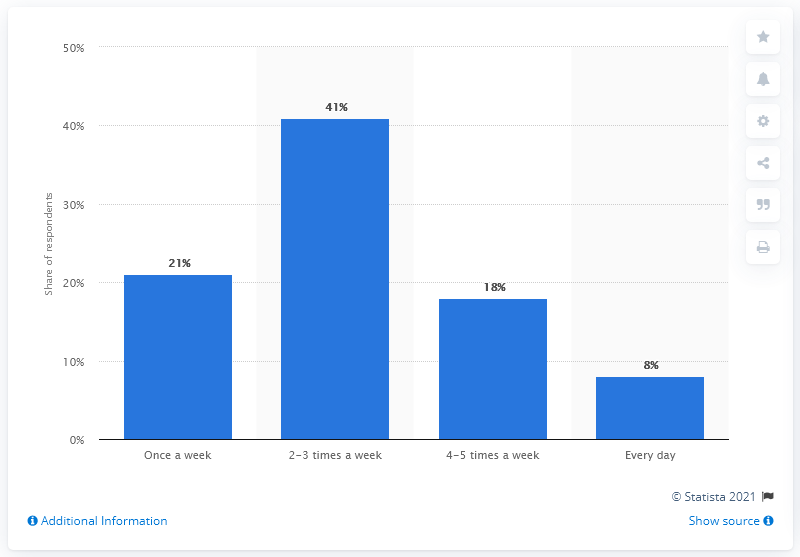 50%
40%
30%
20%
10%
0%
Share of respondents
21%
41%
18%
8%
Once a week
2-3 times a week
4-5 times a week
Every day
© Statista 2021
Additional Information
Show source